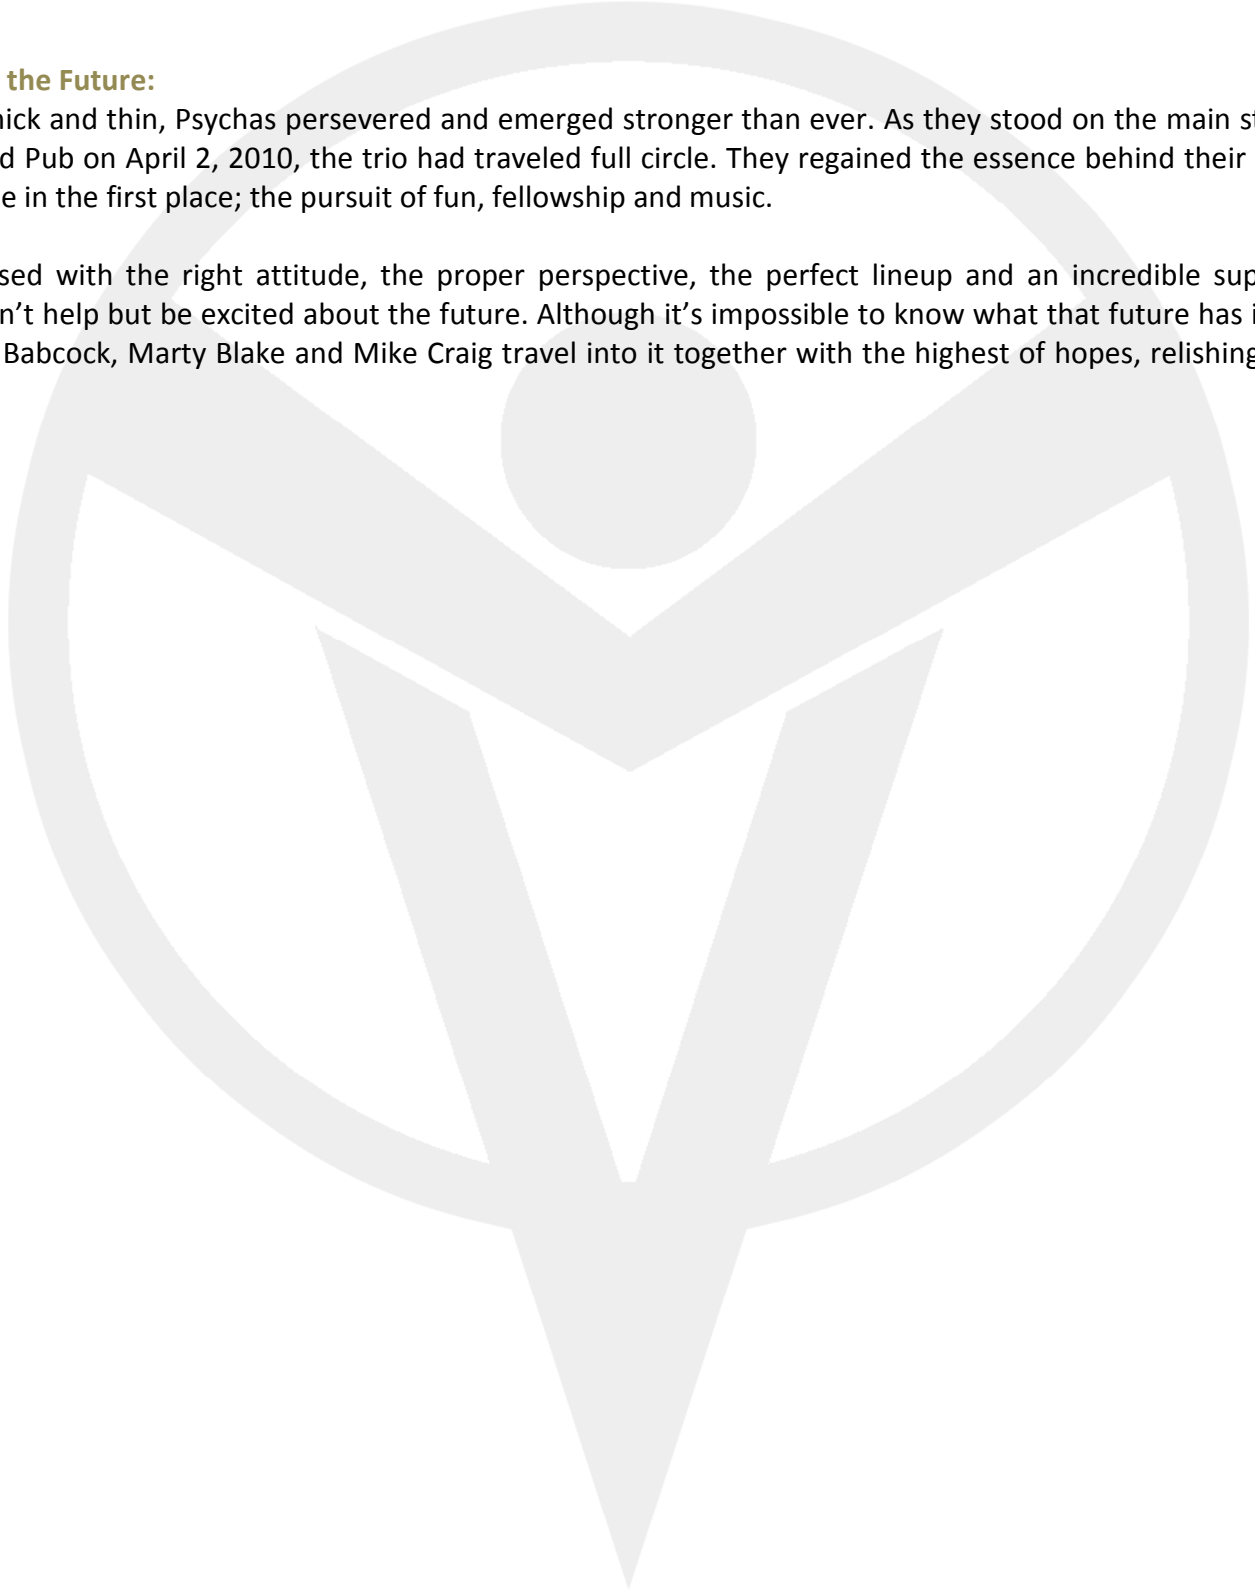 the Future:
hick and thin, Psychas persevered and emerged stronger than ever. As they stood on the main st
d Pub on April 2, 2010, the trio had traveled full circle. They regained the essence behind their
e in the first place; the pursuit of fun, fellowship and music.
sed with the right attitude, the proper perspective, the perfect lineup and an incredible sup
n’t help but be excited about the future. Although it’s impossible to know what that future has i
Babcock, Marty Blake and Mike Craig travel into it together with the highest of hopes, relishing